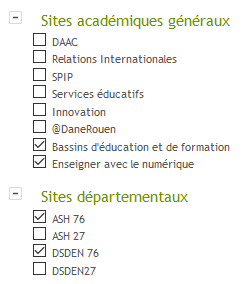 Sites académiques généraux
DAAC
Relations Internationales
SPIP
Services éducatifs
Innovation
@DaneRouen
Bassins d'éducation et de formation
Enseigner avec le numérique
Sites départementaux
ASH 76
ASH 27
DSDEN 76
DSDEN27